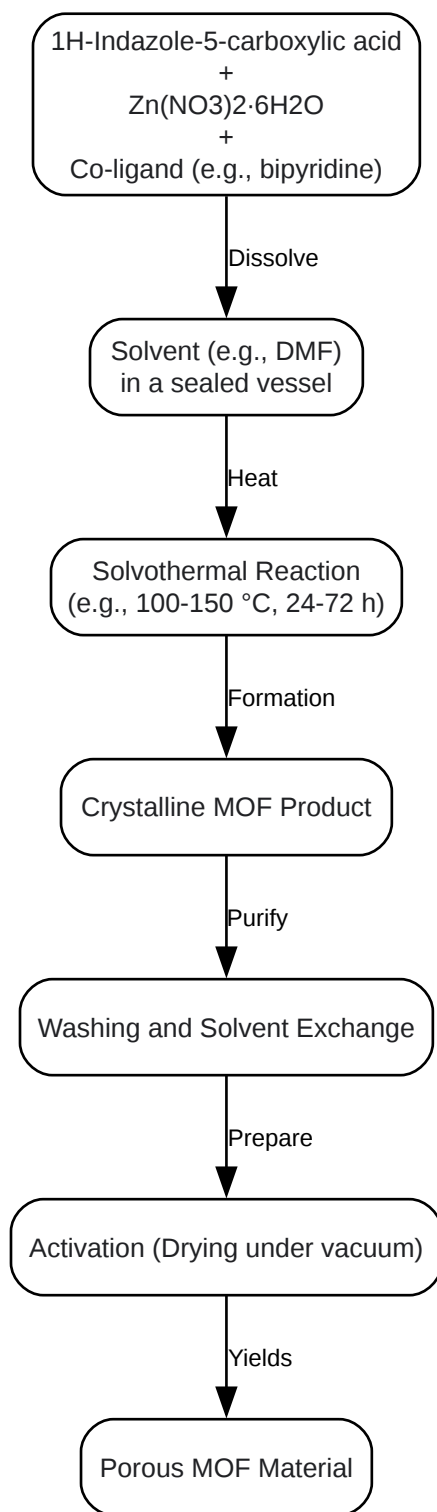 1H-Indazole-5-carboxylic acid
+
Zn(NO3)2·6H2O
+
Co-ligand (e.g., bipyridine)
Dissolve
Solvent (e.g., DMF)
in a sealed vessel
Heat
Solvothermal Reaction
(e.g., 100-150 °C, 24-72 h)
Formation
Crystalline MOF Product
Purify
Washing and Solvent Exchange
Prepare
Activation (Drying under vacuum)
Yields
Porous MOF Material